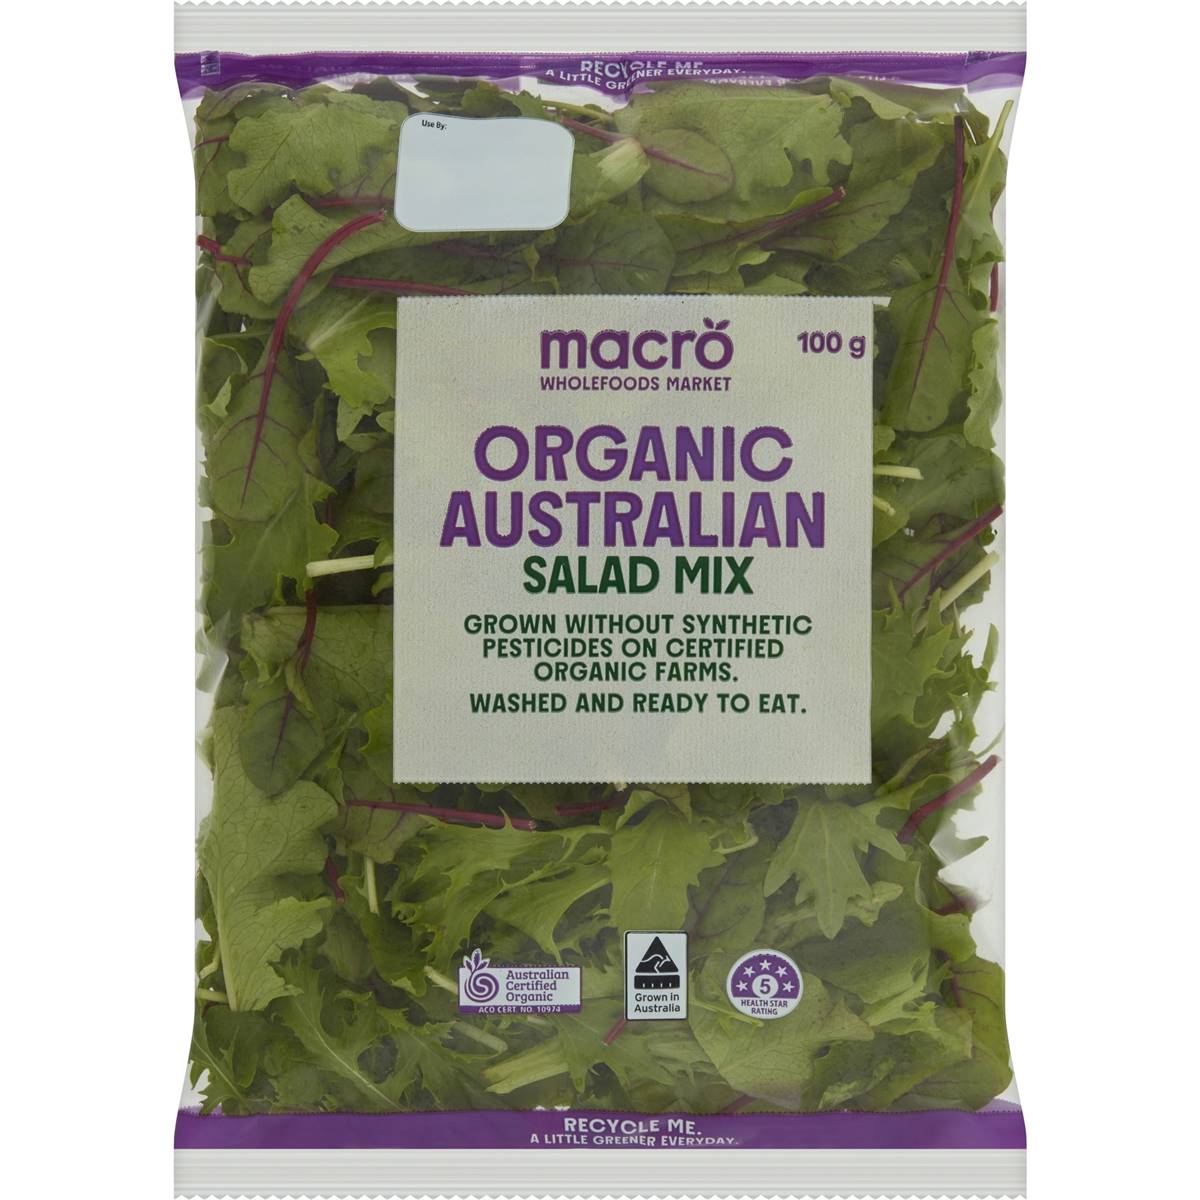 RECYCLE ME.
A LITTLE GREENER EVERYDAY.
Use By:
macro
WHOLEFOODS MARKET
100 g
ORGANIC
AUSTRALIAN
SALAD MIX
GROWN WITHOUT SYNTHETIC
PESTICIDES ON CERTIFIED
ORGANIC FARMS.
WASHED AND READY TO EAT.
Australian
Certified
Organic
ACO CERT. NO. 10974
Grown in
Australia
5
HEALTH STAR
RATING
RECYCLE ME.
A LITTLE GREENER EVERYDAY.